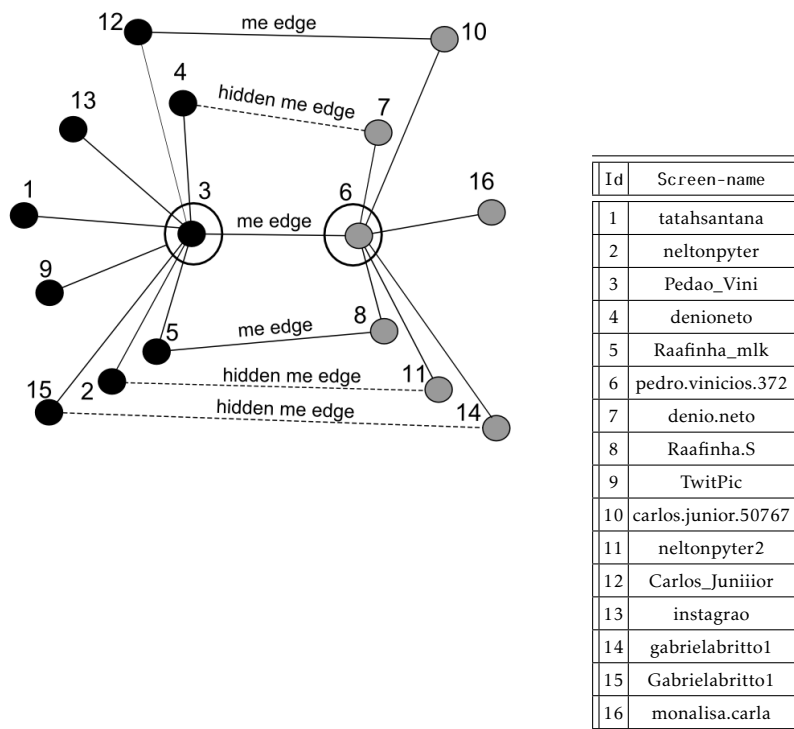 12 me edge 10
4 hidden me edge 7
13
1 3 me edge 6 16
9
5 me edge 8
2 hidden me edge 11
15 hidden me edge 14
Id Screen-name
1 tatahsantana
2 neltonpyter
3 Pedao_Vini
4 denioneto
5 Raafinha_mlk
6 pedro.vinicios.372
7 denio.neto
8 Raafinha.S
9 TwitPic
10 carlos.junior.50767
11 neltonpyter2
12 Carlos_Juniiior
13 instagrao
14 gabrielabritto1
15 Gabrielabritto1
16 monalisa.carla